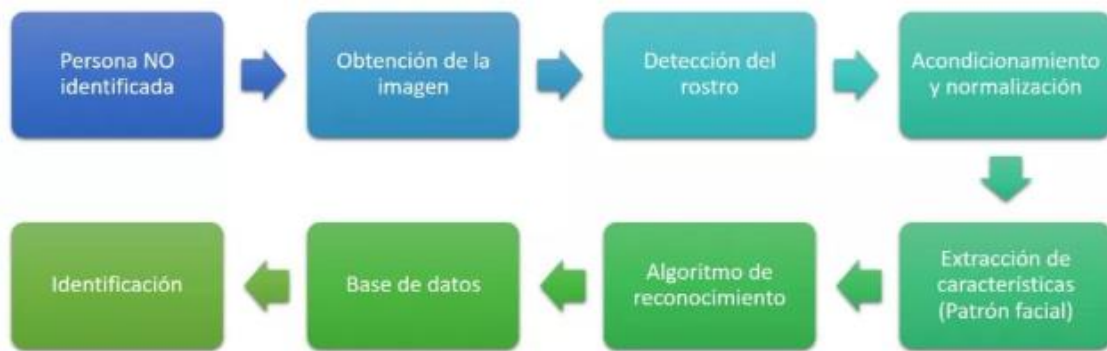 Persona NO
identificada
Obtención de la
imagen
Detección del
rostro
Acondicionamiento
y normalización
Extracción de
características
(Patrón facial)
Algoritmo de
reconocimiento
Base de datos
Identificación